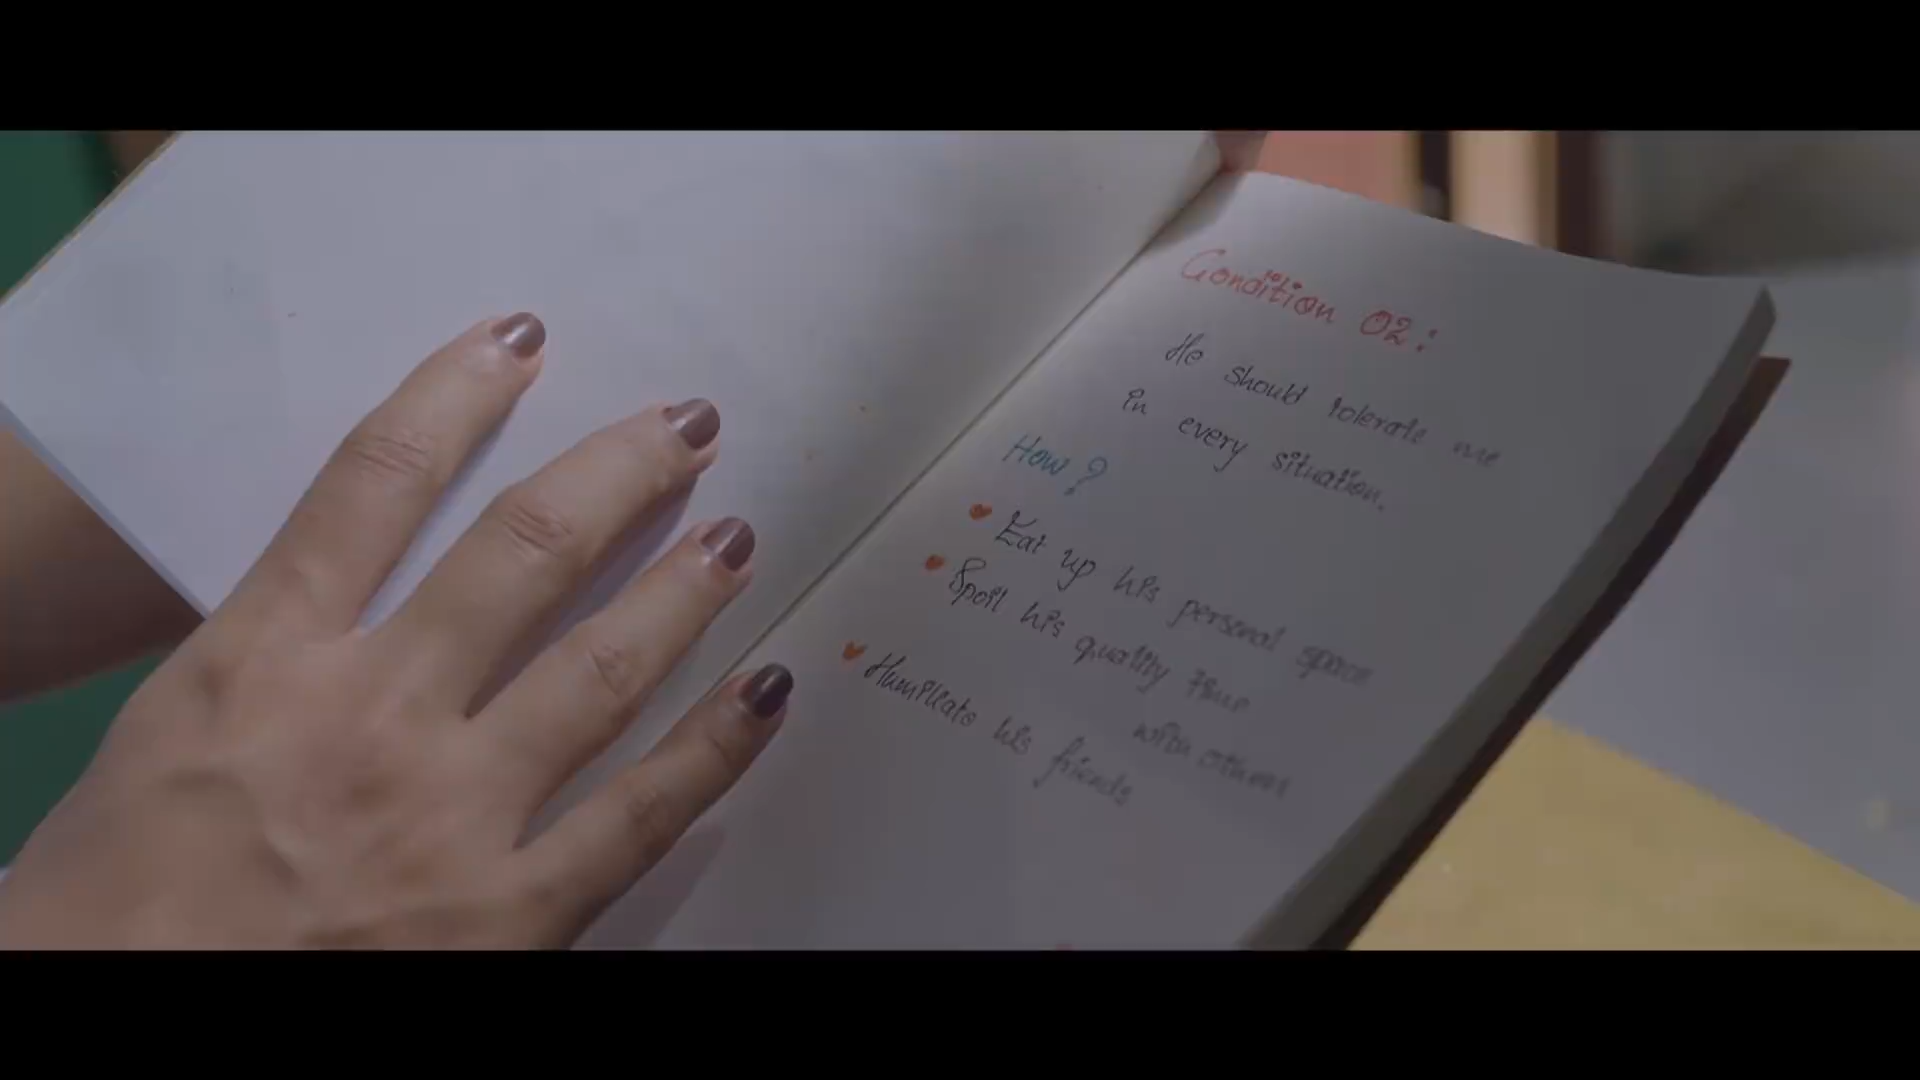 Condition 02:
He should tolerate me
in every situation.
How?
Eat up his personal space
Spoil his quality time
with others
Humiliate his friends